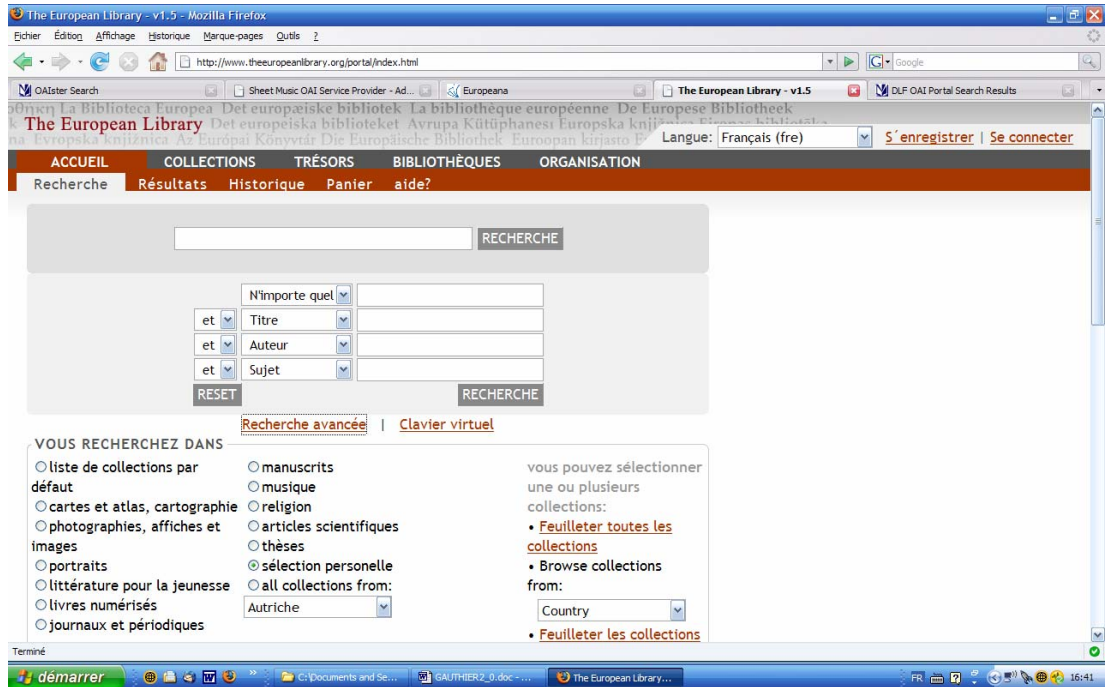 The European Library - v1.5 - Mozilla Firefox
Fichier Édition Affichage Historique Marque-pages Outils ?
http://www.theeuropeanlibrary.org/portal/index.html
Google
OAIster Search
Sheet Music OAI Service Provider - Ad...
Europeana
The European Library - v1.5
DLF OAI Portal Search Results
La Biblioteca Europea Det europæiske bibliotek La bibliothèque européenne De Europese Bibliotheek
The European Library Det europeiska biblioteket Avrupa Kütüphanesi Europska
Evropska knjižnica Az Európai Könyvtár Die Europäische Bibliothek Euroopan kirjasto
Langue: Français (fre)
S´enregistrer | Se connecter
ACCUEIL COLLECTIONS TRÉSORS BIBLIOTHÈQUES ORGANISATION
Recherche Résultats Historique Panier aide?
RECHERCHE
N'importe quel
et Titre
et Auteur
et Sujet
RESET RECHERCHE
Recherche avancée | Clavier virtuel
VOUS RECHERCHEZ DANS
liste de collections par
défaut
cartes et atlas, cartographie
photographies, affiches et
images
portraits
littérature pour la jeunesse
livres numérisés
journaux et périodiques
manuscrits
musique
religion
articles scientifiques
thèses
sélection personelle
all collections from:
Autriche
vous pouvez sélectionner
une ou plusieurs
collections:
• Feuilleter toutes les
collections
• Browse collections
from:
Country
• Feuilleter les collections
Terminé
démarrer
C:\Documents and Se...
GAUTHIER2_0.doc - ...
The European Library...
FR
16:41